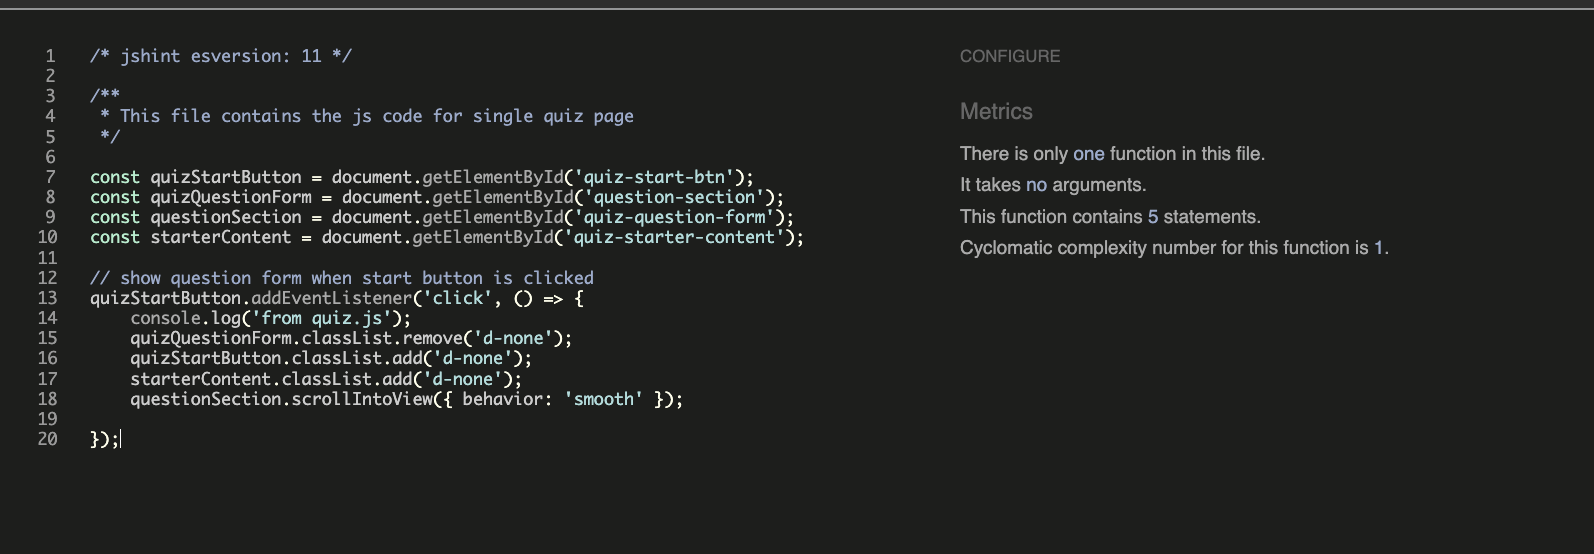 1 /* jshint esversion: 11 */
2
3 /**
4  * This file contains the js code for single quiz page
5  */
6
7 const quizStartButton = document.getElementById('quiz-start-btn');
8 const quizQuestionForm = document.getElementById('question-section');
9 const questionSection = document.getElementById('quiz-question-form');
10 const starterContent = document.getElementById('quiz-starter-content');
11
12 // show question form when start button is clicked
13 quizStartButton.addEventListener('click', () => {
14     console.log('from quiz.js');
15     quizQuestionForm.classList.remove('d-none');
16     quizStartButton.classList.add('d-none');
17     starterContent.classList.add('d-none');
18     questionSection.scrollIntoView({ behavior: 'smooth' });
19
20 });
CONFIGURE
Metrics
There is only one function in this file.
It takes no arguments.
This function contains 5 statements.
Cyclomatic complexity number for this function is 1.